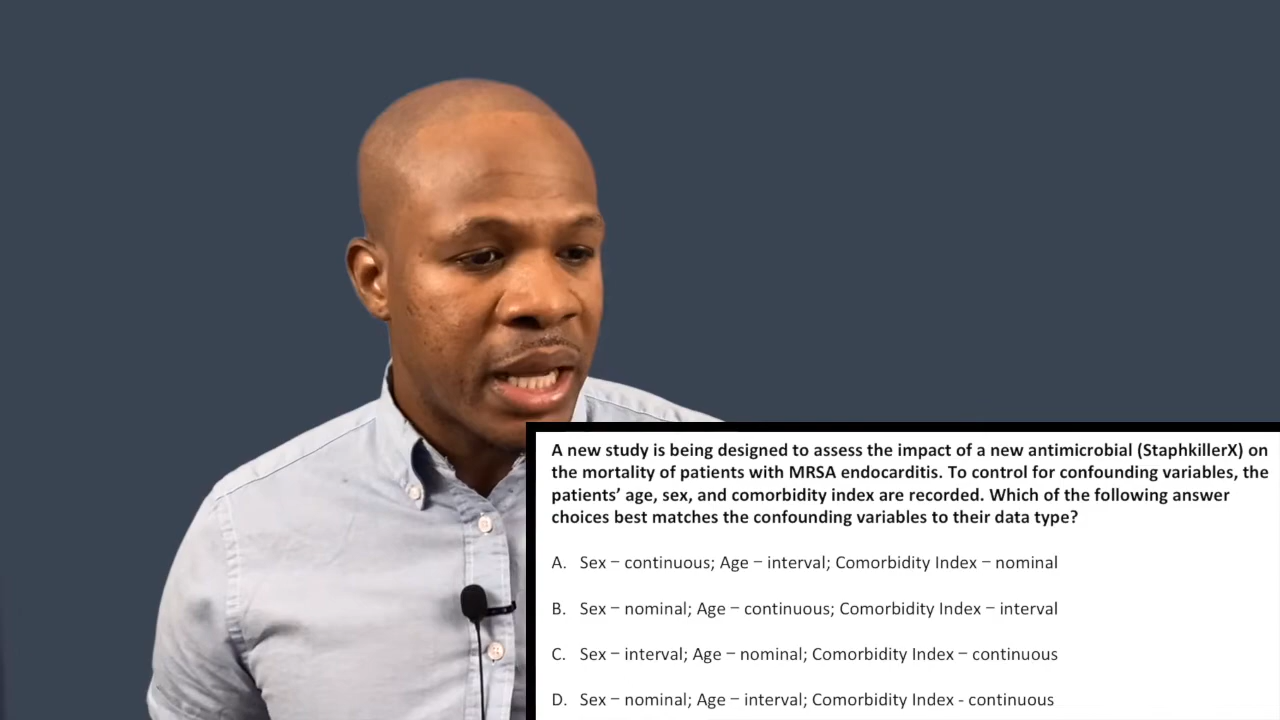 A new study is being designed to assess the impact of a new antimicrobial (StaphkillerX) on
the mortality of patients with MRSA endocarditis. To control for confounding variables, the
patients’ age, sex, and comorbidity index are recorded. Which of the following answer
choices best matches the confounding variables to their data type?
A. Sex – continuous; Age – interval; Comorbidity Index – nominal
B. Sex – nominal; Age – continuous; Comorbidity Index – interval
C. Sex – interval; Age – nominal; Comorbidity Index – continuous
D. Sex – nominal; Age – interval; Comorbidity Index - continuous